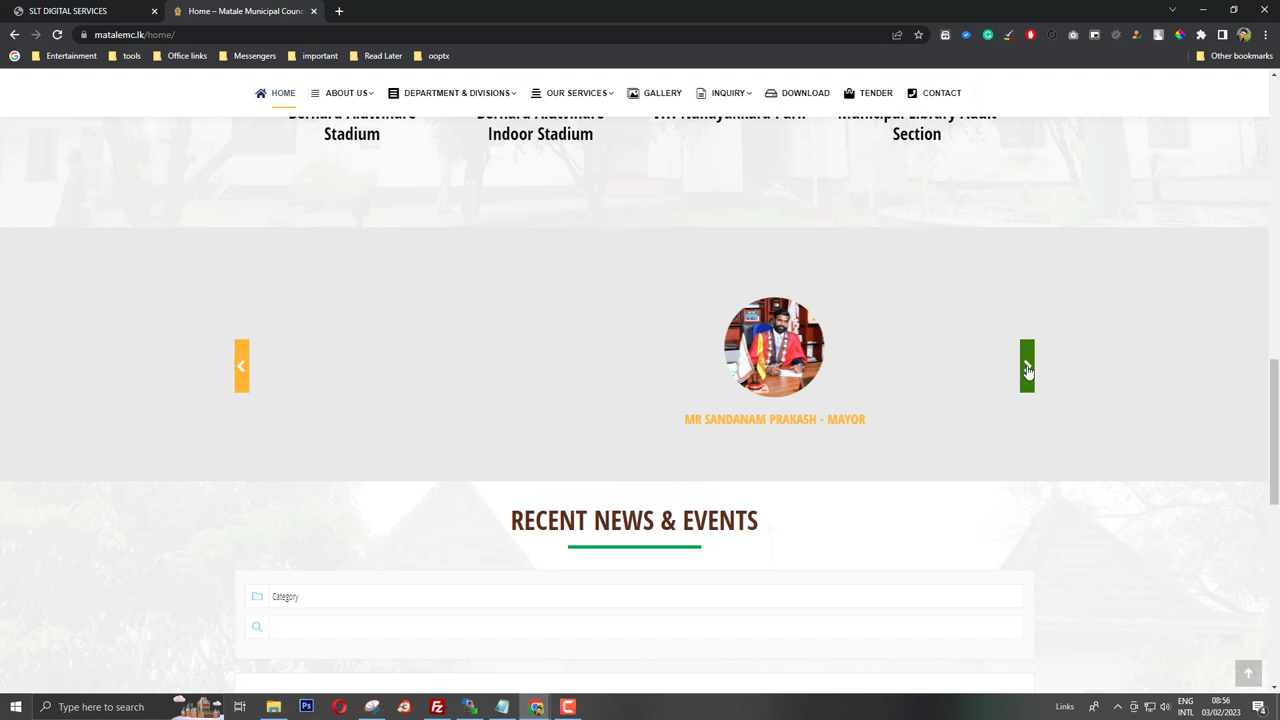 SLT DIGITAL SERVICES
Home - Matale Municipal
matalemc.lk/home/
Entertainment
tools
Office links
Messengers
important
Read Later
ooptx
Other bookmarks
HOME
ABOUT US
DEPARTMENT & DIVISIONS
OUR SERVICES
GALLERY
INQUIRY
DOWNLOAD
TENDER
CONTACT
Stadium
Indoor Stadium
Section
MR SANDANAM PRAKASH - MAYOR
RECENT NEWS & EVENTS
Category
Type here to search
Links
ENG
INTL
08:56
03/02/2023